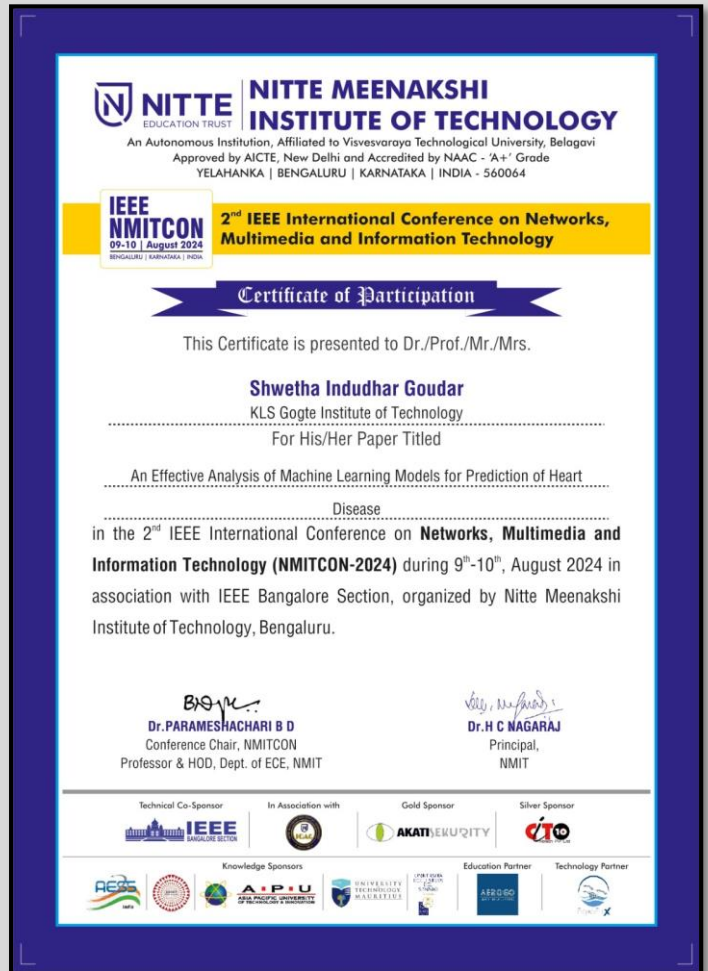 NITTE
EDUCATION TRUST
NITTE MEENAKSHI
INSTITUTE OF TECHNOLOGY
An Autonomous Institution, Affiliated to Visvesvaraya Technological University, Belagavi
Approved by AICTE, New Delhi and Accredited by NAAC - 'A+' Grade
YELAHANKA | BENGALURU | KARNATAKA | INDIA - 560064
IEEE
NMITCON
09-10 | August 2024
BENGALURU | KARNATAKA | INDIA
2nd IEEE International Conference on Networks,
Multimedia and Information Technology
Certificate of Participation
This Certificate is presented to Dr./Prof./Mr./Mrs.
Shwetha Indudhar Goudar
KLS Gogte Institute of Technology
For His/Her Paper Titled
An Effective Analysis of Machine Learning Models for Prediction of Heart
Disease
in the 2nd IEEE International Conference on Networks, Multimedia and
Information Technology (NMITCON-2024) during 9th-10th, August 2024 in
association with IEEE Bangalore Section, organized by Nitte Meenakshi
Institute of Technology, Bengaluru.
Dr.PARAMESHACHARI B D
Conference Chair, NMITCON
Professor & HOD, Dept. of ECE, NMIT
Dr.H C NAGARAJ
Principal,
NMIT
Technical Co-Sponsor
In Association with
Gold Sponsor
Silver Sponsor
IEEE
BANGALORE SECTION
AKATI SEKURITY
Knowledge Sponsors
Education Partner
Technology Partner
AESS
A·P·U
ASIA PACIFIC UNIVERSITY
OF TECHNOLOGY & INNOVATION
UNIVERSITY
TECHNOLOGY
MAURITIUS